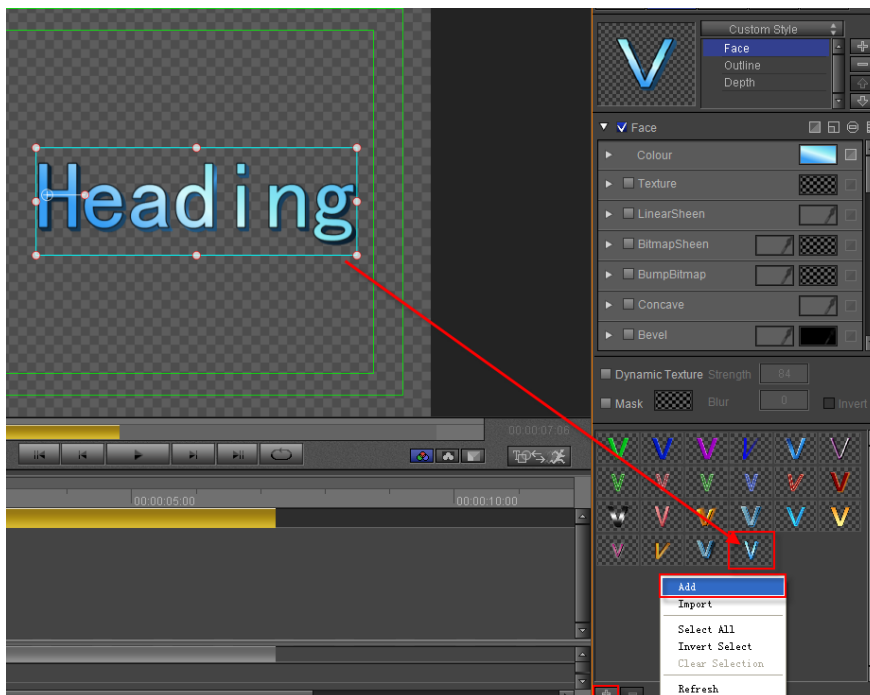 Custom Style
Face
Outline
Depth
Face
Colour
Texture
LinearSheen
BitmapSheen
BumpBitmap
Concave
Bevel
Heading
Dynamic Texture Strength 84
Mask Blur 0 Invert
00:00:07:06
00:00:05:00 00:00:10:00
Add
Import
Select All
Invert Select
Clear Selection
Refresh